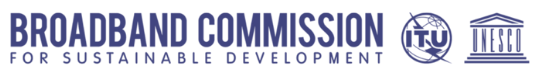 BROADBAND COMMISSION
FOR SUSTAINABLE DEVELOPMENT
ITU
UNESCO